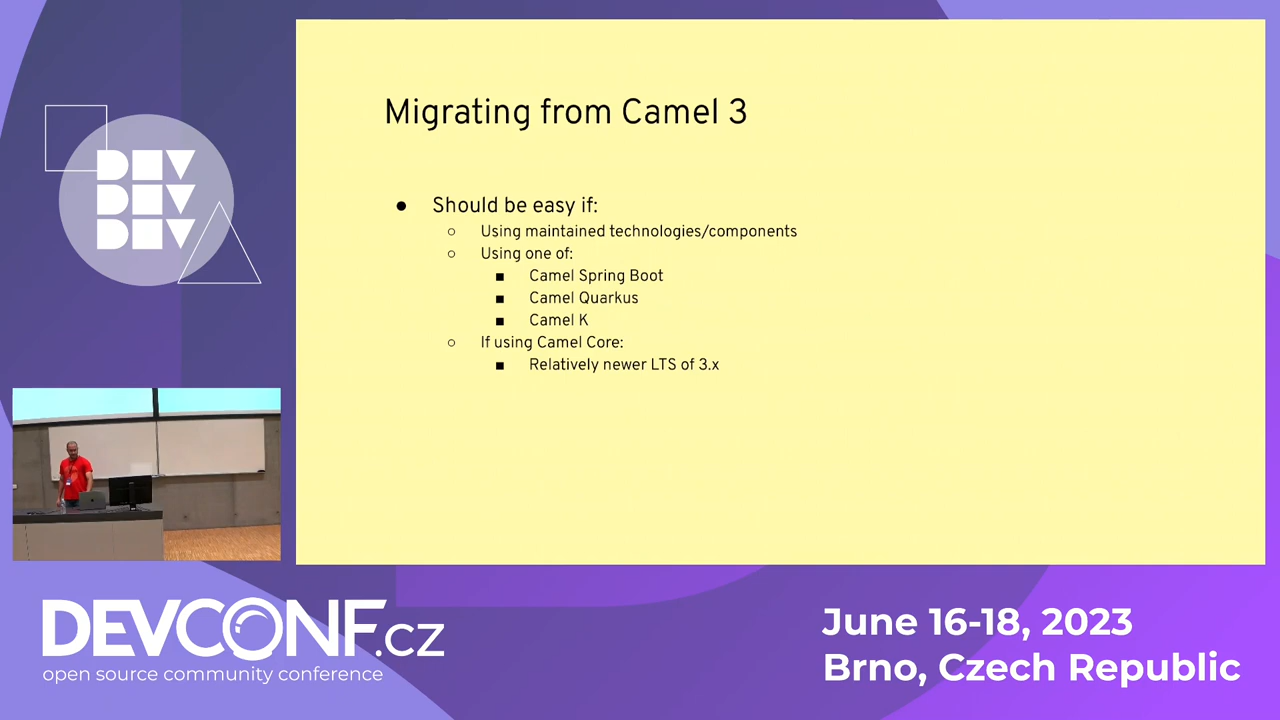 DEV
DEV
DEV
Migrating from Camel 3
● Should be easy if:
○ Using maintained technologies/components
○ Using one of:
■ Camel Spring Boot
■ Camel Quarkus
■ Camel K
○ If using Camel Core:
■ Relatively newer LTS of 3.x
DEVCONF.cz
open source community conference
June 16-18, 2023
Brno, Czech Republic